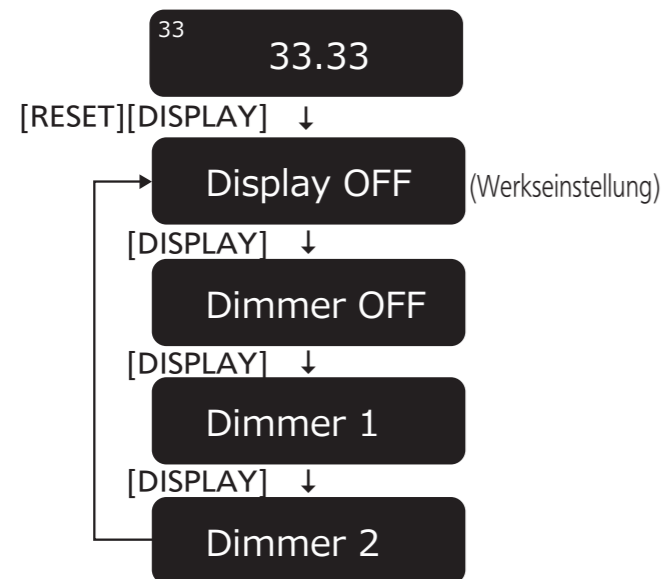 33
33.33
[RESET][DISPLAY] ↓
Display OFF (Werkseinstellung)
[DISPLAY] ↓
Dimmer OFF
[DISPLAY] ↓
Dimmer 1
[DISPLAY] ↓
Dimmer 2